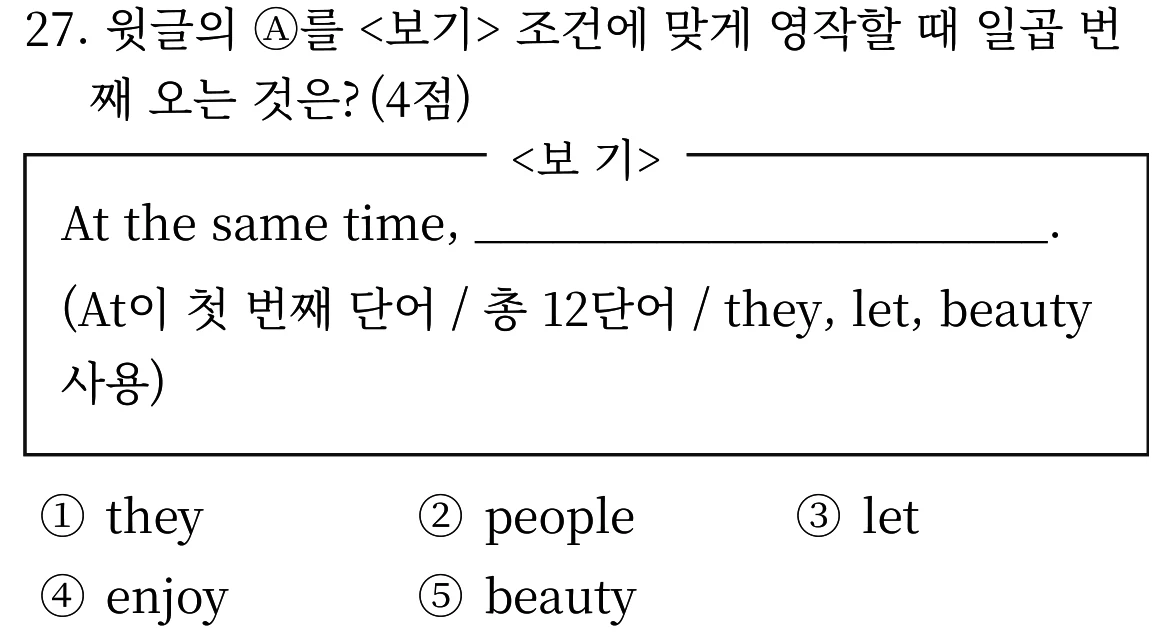 27. 윗글의 Ⓐ를 <보기> 조건에 맞게 영작할 때 일곱 번
째 오는 것은? (4점)
<보 기>
At the same time, ______________________.
(At이 첫 번째 단어 / 총 12단어 / they, let, beauty
사용)
① they ② people ③ let
④ enjoy ⑤ beauty